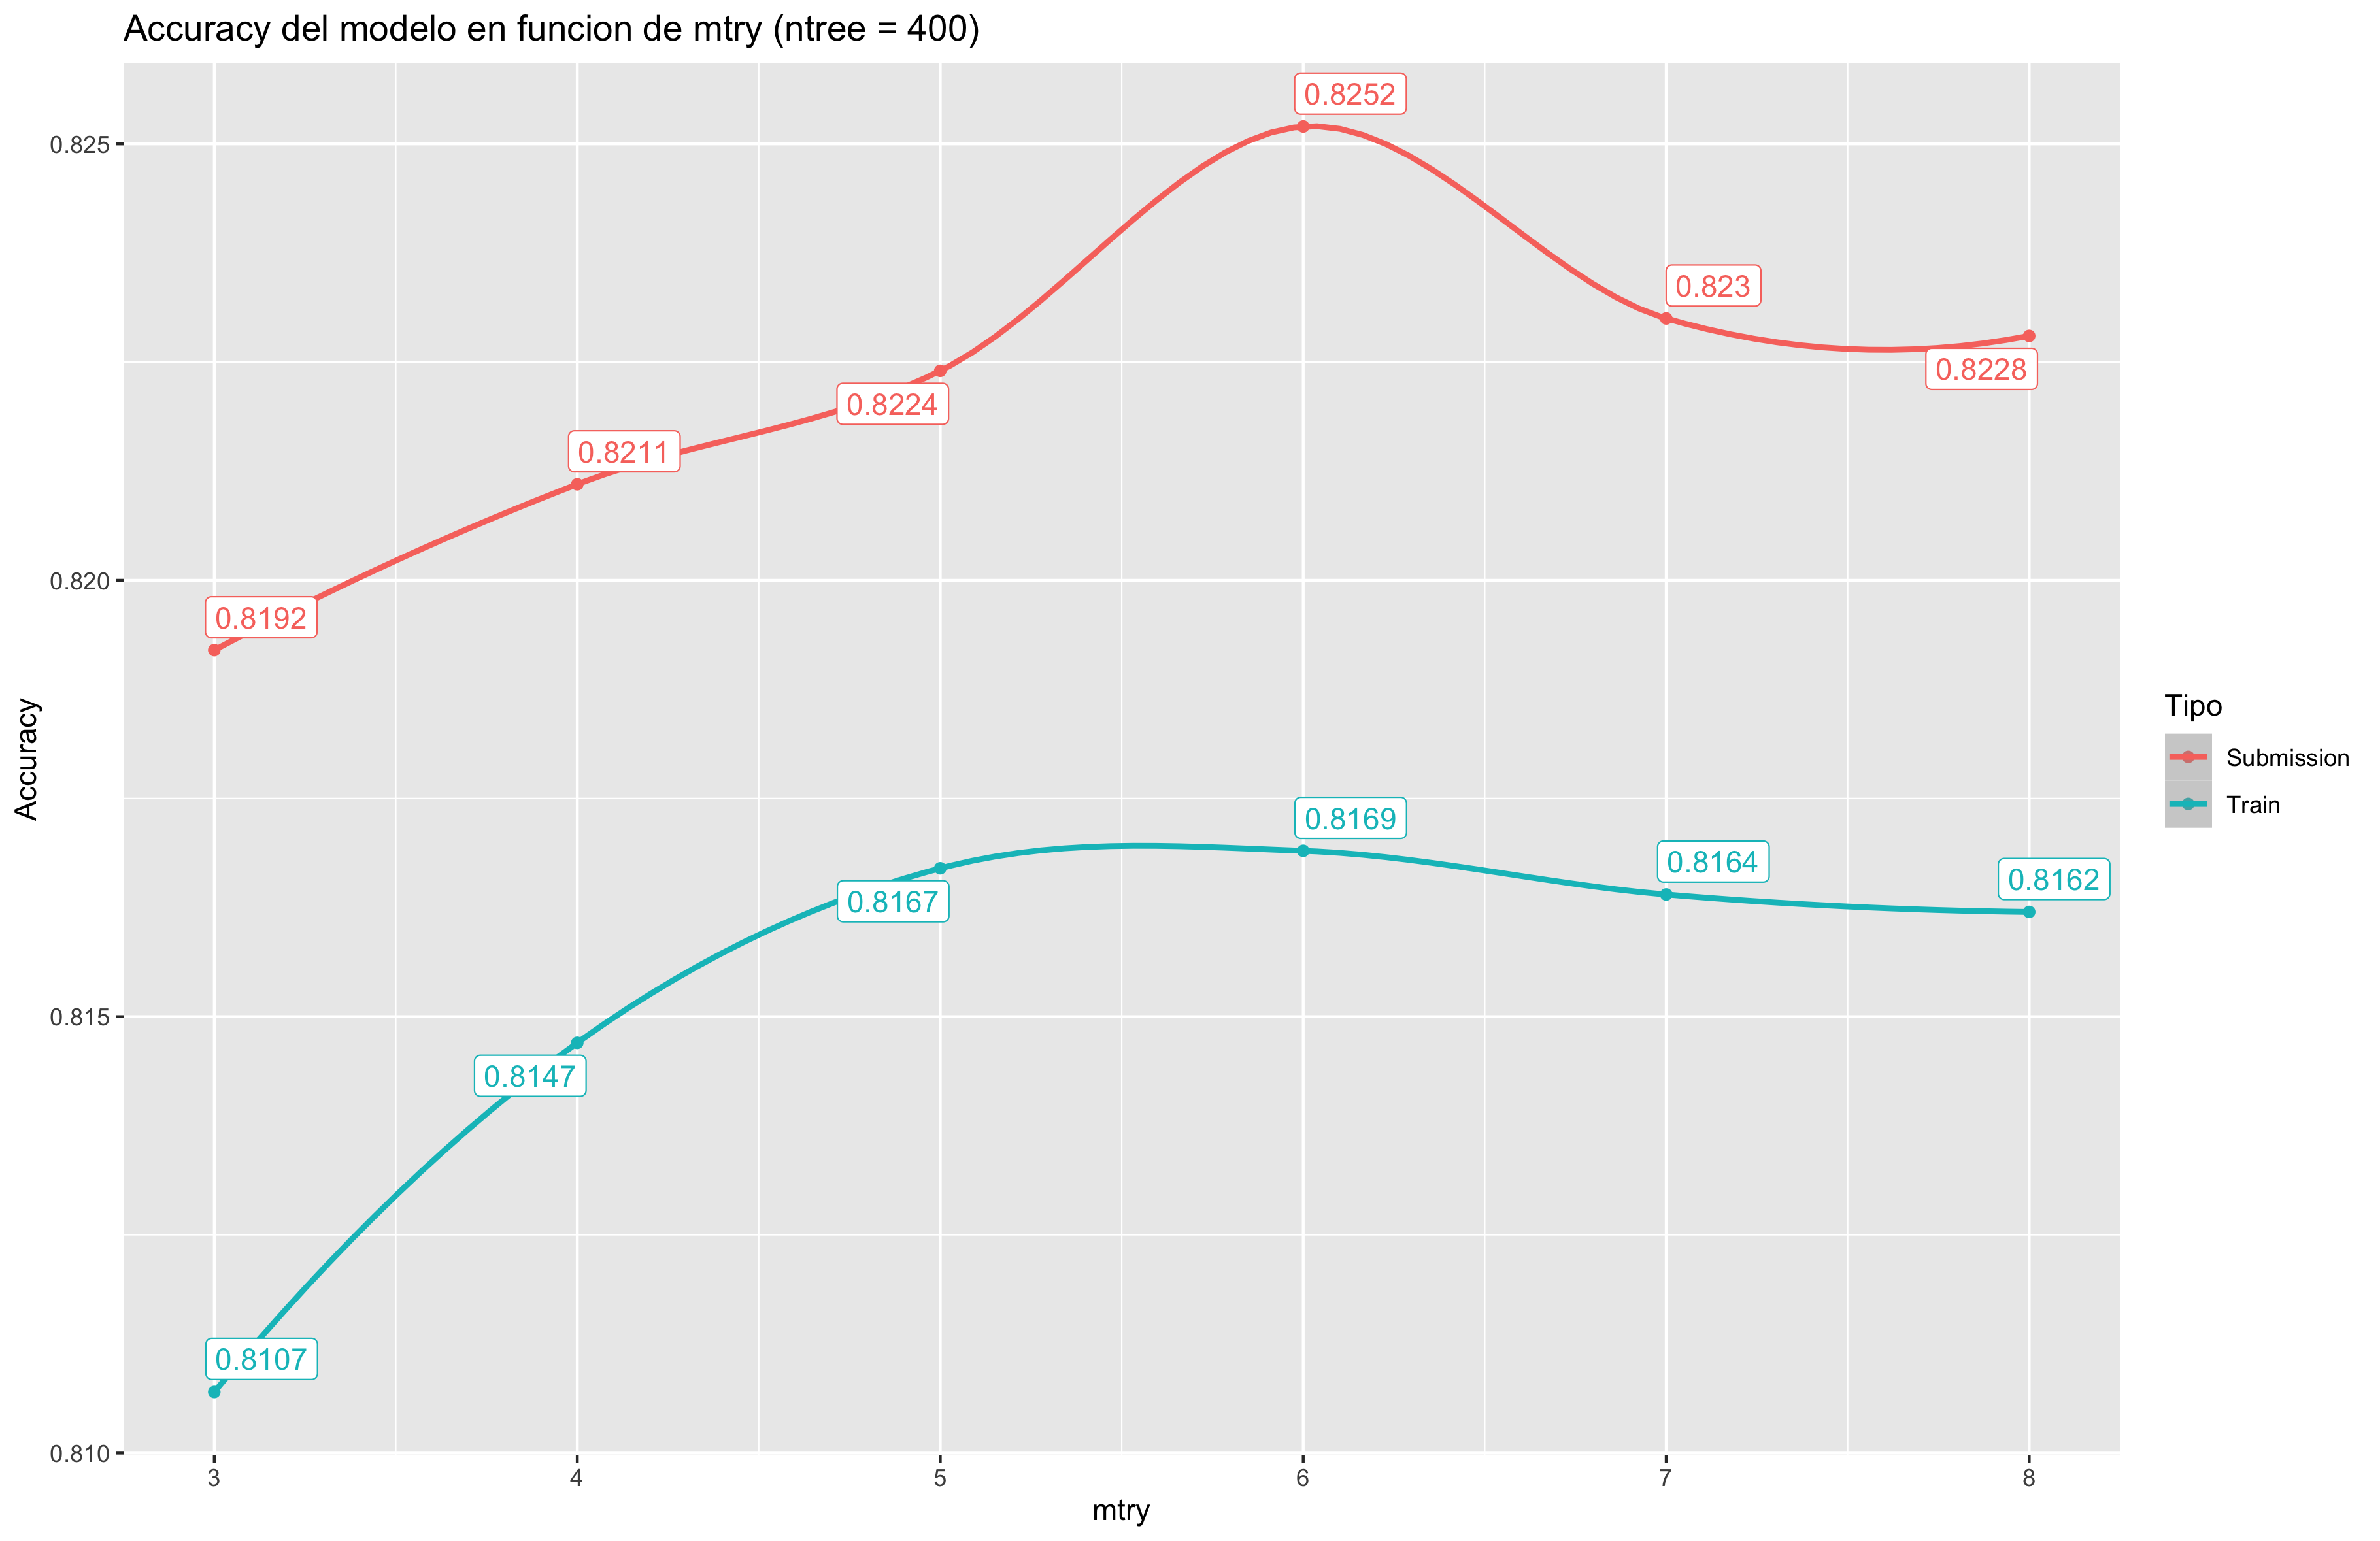 Accuracy del modelo en funcion de mtry (ntree = 400)
0.8252
0.825
0.823
0.8228
0.8224
0.8211
0.820
0.8192
Accuracy
Tipo
Submission
Train
0.8169
0.8164
0.8162
0.8167
0.815
0.8147
0.8107
0.810
3 4 5 6 7 8
mtry